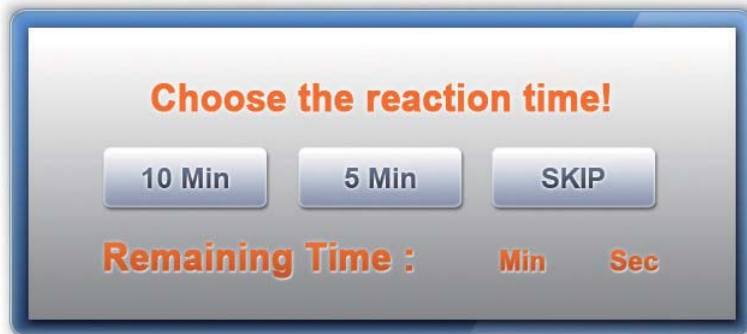 Choose the reaction time!
10 Min 5 Min SKIP
Remaining Time : Min Sec